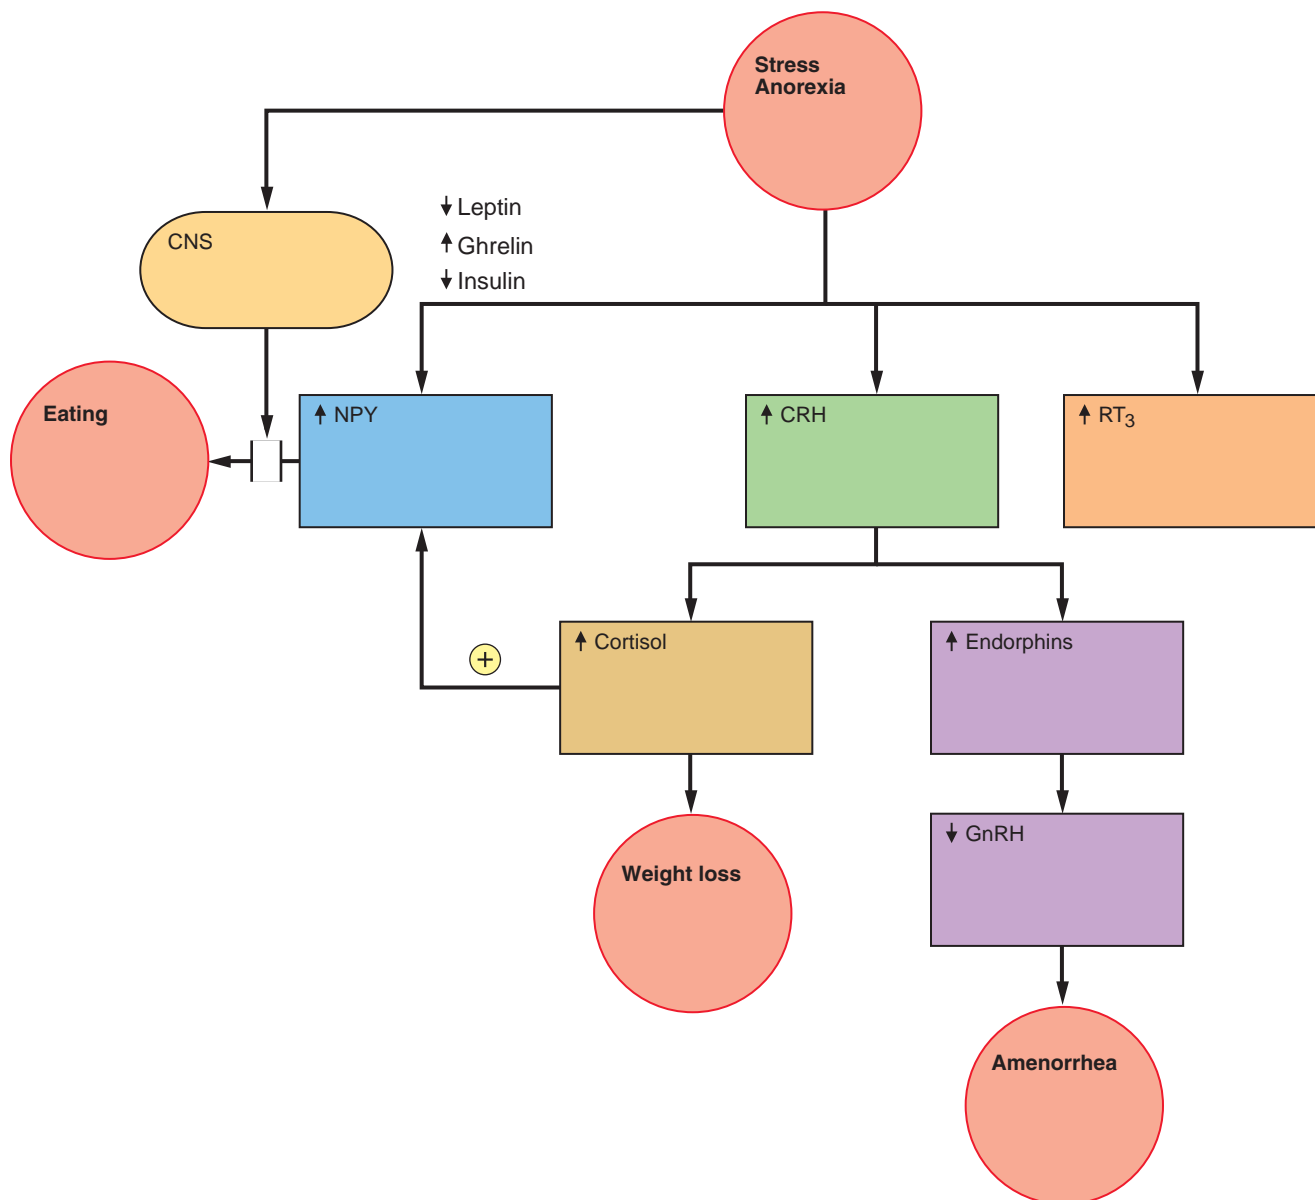 Stress
Anorexia
↓ Leptin
CNS
↑ Ghrelin
↓ Insulin
Eating
↑ NPY
↑ CRH
↑ RT3
↑ Cortisol
↑ Endorphins
+
↓ GnRH
Weight loss
Amenorrhea